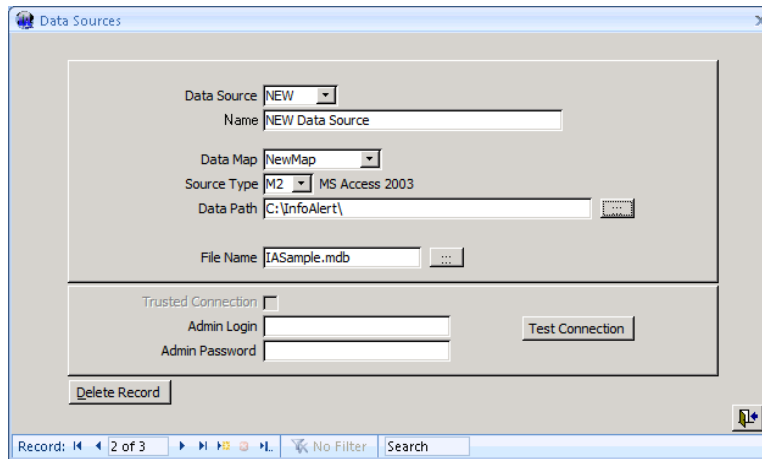 Data Sources
Data Source NEW
Name NEW Data Source
Data Map NewMap
Source Type M2 MS Access 2003
Data Path C:\InfoAlert\
File Name IASample.mdb
Trusted Connection
Admin Login
Test Connection
Admin Password
Delete Record
Record: 2 of 3 No Filter Search